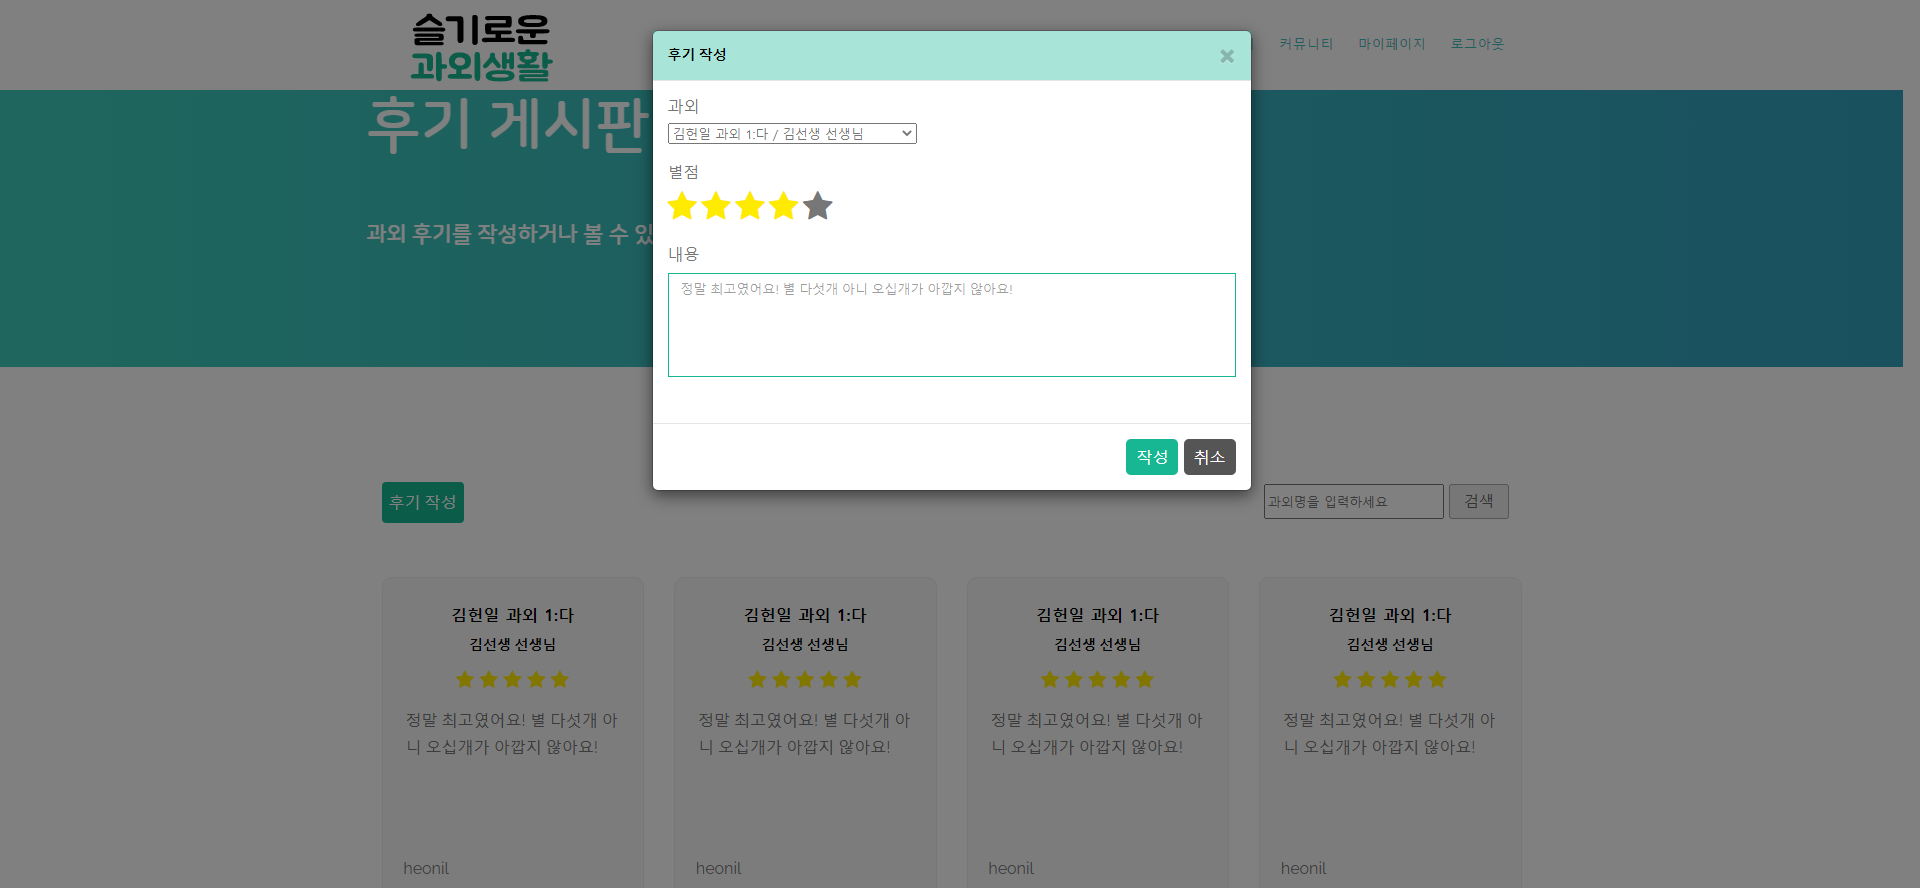 슬기로운
과외생활
커뮤니티
마이페이지
로그아웃
후기 게시판
과외 후기를 작성하거나 볼 수 있
후기 작성
×
과외
김헌일 과외 1:다 / 김선생 선생님
별점
내용
정말 최고였어요! 별 다섯개 아니 오십개가 아깝지 않아요!
작성
취소
후기 작성
과외명을 입력하세요
검색
김헌일 과외 1:다
김선생 선생님
정말 최고였어요! 별 다섯개 아
니 오십개가 아깝지 않아요!
heonil
김헌일 과외 1:다
김선생 선생님
정말 최고였어요! 별 다섯개 아
니 오십개가 아깝지 않아요!
heonil
김헌일 과외 1:다
김선생 선생님
정말 최고였어요! 별 다섯개 아
니 오십개가 아깝지 않아요!
heonil
김헌일 과외 1:다
김선생 선생님
정말 최고였어요! 별 다섯개 아
니 오십개가 아깝지 않아요!
heonil